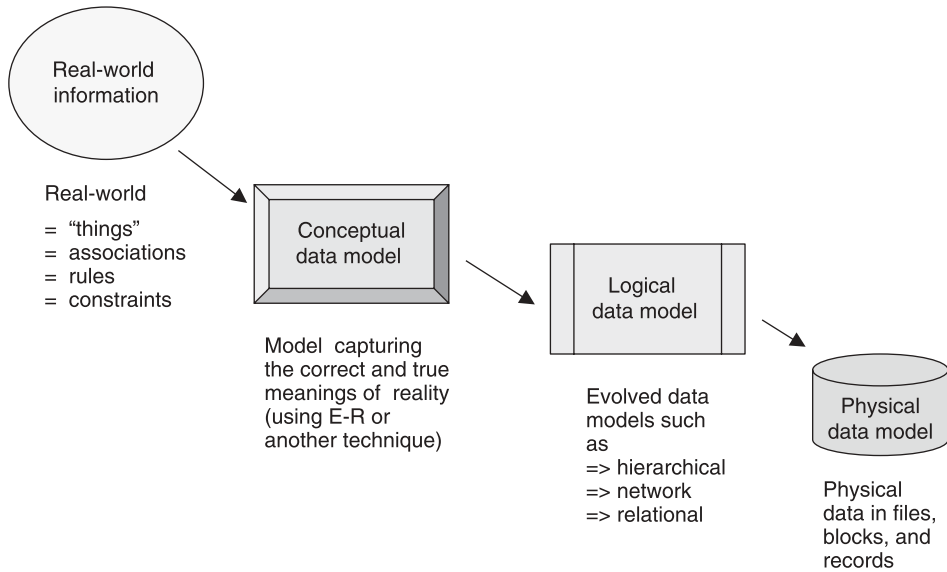 Real-world
information
Real-world
= “things”
= associations
= rules
= constraints
Conceptual
data model
Model capturing
the correct and true
meanings of reality
(using E-R or
another technique)
Logical
data model
Evolved data
models such
as
=> hierarchical
=> network
=> relational
Physical
data model
Physical
data in files,
blocks, and
records